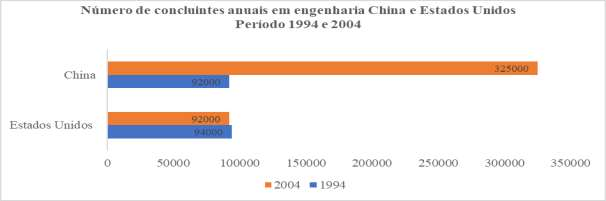 Número de concluintes anuais em engenharia China e Estados Unidos
Período 1994 e 2004
China
325000
92000
Estados Unidos
92000
94000
0 50000 100000 150000 200000 250000 300000 350000
2004 1994